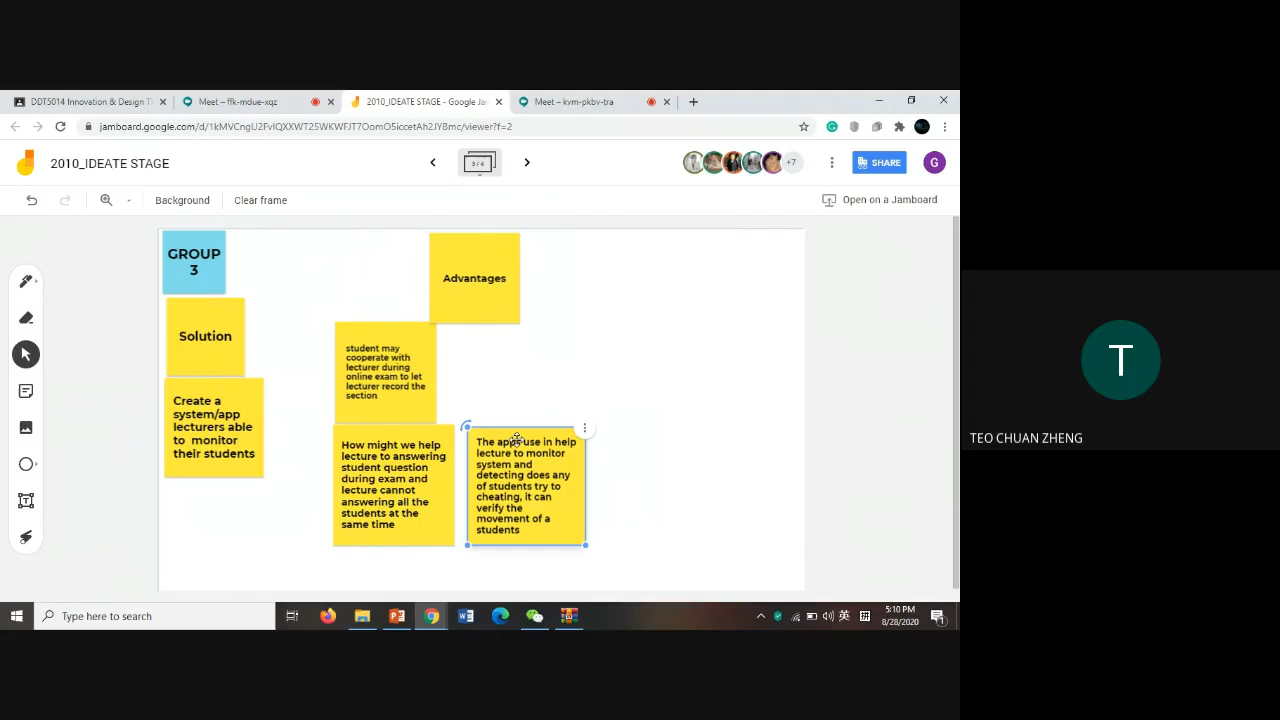 DDT5014 Innovation & Design T
Meet – ffk-mdue-xqz
2010_IDEATE STAGE - Google Ja
Meet – kvm-pkbv-tra
2010_IDEATE STAGE
3 / 4
+7
SHARE
G
Background
Clear frame
Open on a Jamboard
GROUP
3
Solution
Create a
system/app
lecturers able
to monitor
their students
Advantages
student may
cooperate with
lecturer during
online exam to let
lecturer record the
section
How might we help
lecture to answering
student question
during exam and
lecture cannot
answering all the
students at the
same time
The app use in help
lecture to monitor
system and
detecting does any
of students try to
cheating, it can
verify the
movement of a
students
T
TEO CHUAN ZHENG
Type here to search
英
5:10 PM
8/28/2020